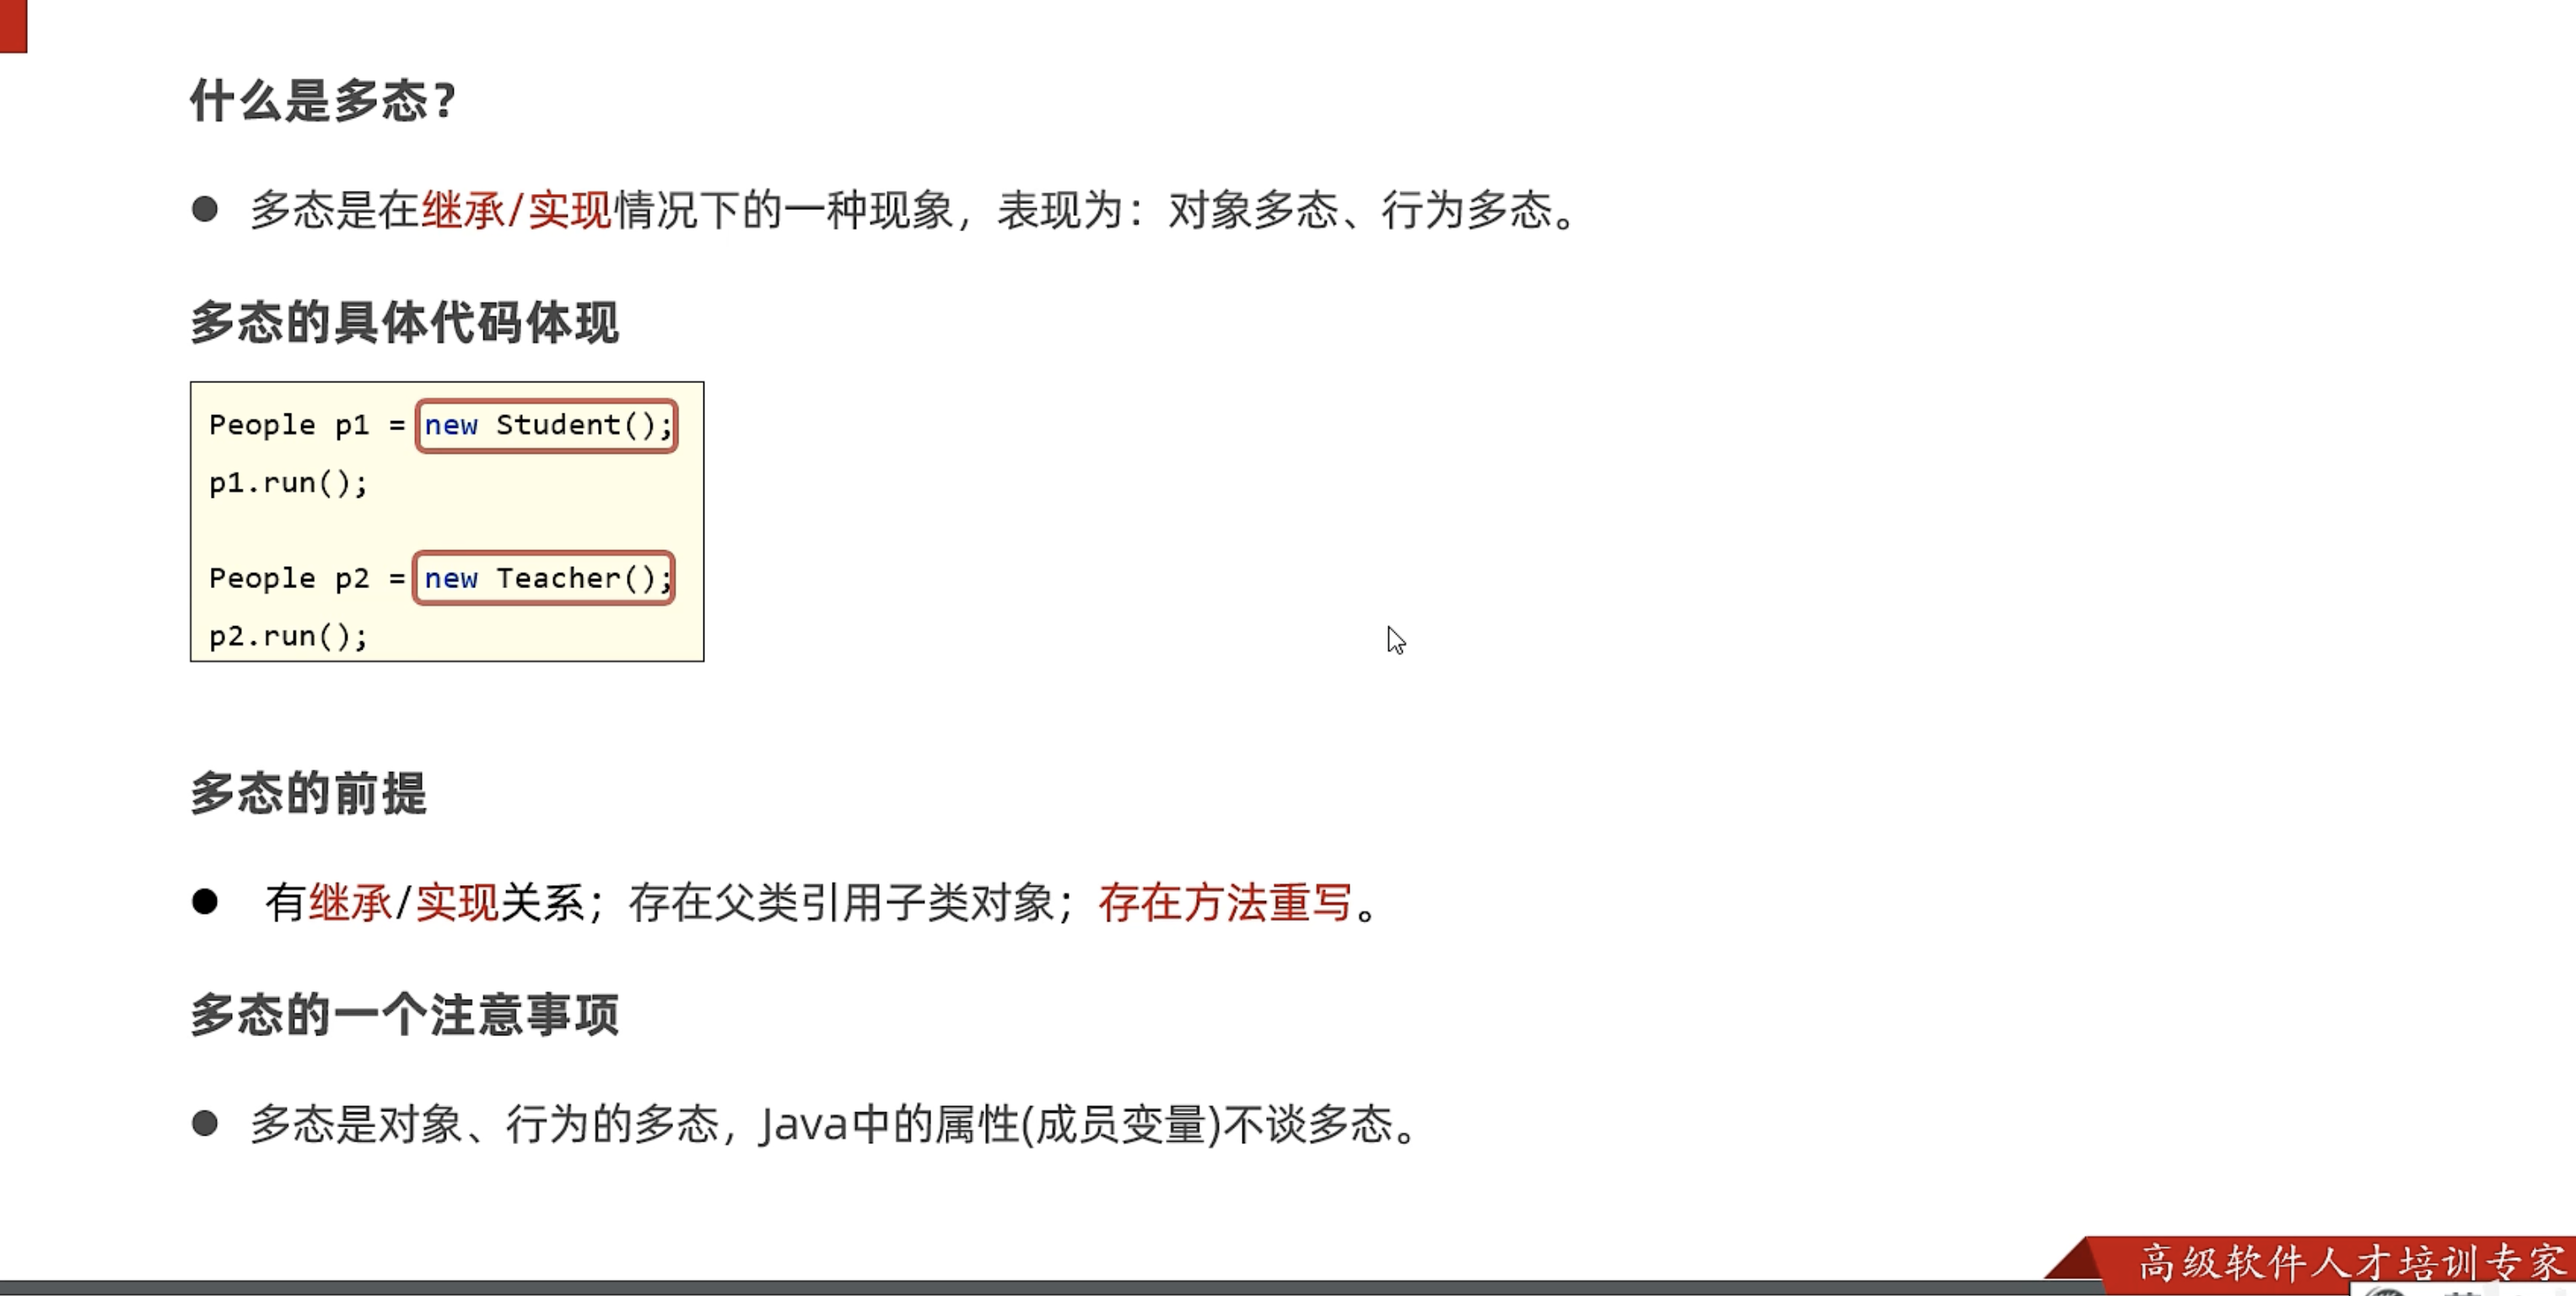 什么是多态？
多态是在继承/实现情况下的一种现象，表现为：对象多态、行为多态。
多态的具体代码体现
People p1 = new Student();
p1.run();
People p2 = new Teacher();
p2.run();
多态的前提
有继承/实现关系；存在父类引用子类对象；存在方法重写。
多态的一个注意事项
多态是对象、行为的多态，Java中的属性(成员变量)不谈多态。
高级软件人才培训专家